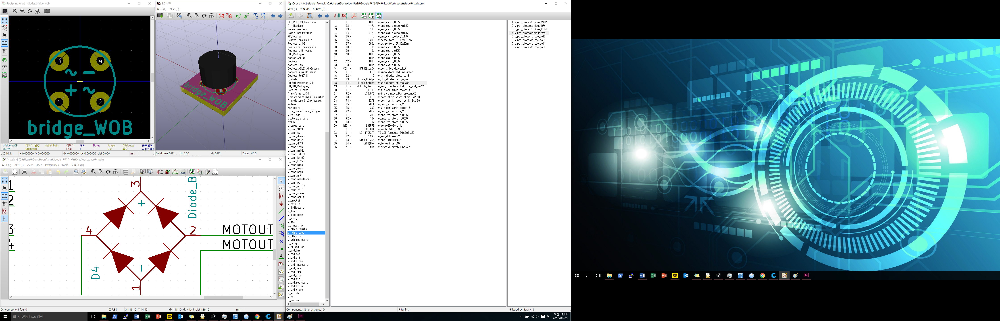 Footprint: w_pth_diodes:bridge_wob
3
4
1
2
bridge_WOB
bridge_WOB
DB***
마지막 변경
Unknown
Netlist Path
레이어
F.Cu
패드
4
Status
..
Angle
0.0
Attributes
표준
풋프린트
w_pth_dio
Z 10.18
X 0.000000 Y 0.000000
dx 0.000000 dy 0.000000 dist 0.000
mm
3D 뷰어
파일 (F) 설정 (P)
bridge_WOB
Build time 0.04...
dx 0.00
dy 0.00
Zoom: 45.0
[ study /] (C:₩Users₩DongHoonPark₩Google 드라이브₩KicadWorkspace₩study)
파일 (F) 편집 (E) View Place Preferences Tools 도움말 (H)
3
Diode_B
4
2
MOTOUT
MOTOUT
D4
1
D4 component found
Z 7.33
X 118.10 Y 44.45
dx 118.10 dy 44.45 dist 126.19
mm
Cvpcb 4.0.2-stable Project: 'C:₩Users₩DongHoonPark₩Google 드라이브₩KicadWorkspace₩study₩study.pro'
파일 (F) 설정 (P) 도움말 (H)
PFF_PSF_PSS_Leadforms
Pin_Headers
Potentiometers
Power_Integrations
RF_Modules
Relays_ThroughHole
Resistors_SMD
Resistors_ThroughHole
Resistors_Universal
SMD_Packages
Socket_Strips
Sockets
Sockets_BNC
Sockets_MOLEX_KK-System
Sockets_Mini-Universal
Sockets_WAGO734
Symbols
TO_SOT_Packages_SMD
TO_SOT_Packages_THT
Terminal_Blocks
Transformers_CHK
Transformers_SMPS_ThroughHol
Transistors_OldSowjetAera
Valves
Varistors
Wire_Connections_Bridges
Wire_Pads
battery_holders
mylib
w_capacitors
w_conn_9159
w_conn_av
w_conn_d-sub
w_conn_df12
w_conn_df13
w_conn_ftsh
w_conn_gmkds
w_conn_jst-ph
w_conn_kk100
w_conn_kk156
w_conn_misc
w_conn_mkds
w_conn_modu
w_conn_mpt
w_conn_panelmate
w_conn_pc
w_conn_pt-1,5
w_conn_rf
w_conn_screw
w_conn_strip
w_crystal
w_details
w_indicators
w_logo
w_misc_comp
w_misc_rf
w_pga
w_pin_strip
w_pth_circuits
w_pth_diodes
w_pth_plcc
w_pth_resistors
w_relay
w_rf_modules
w_smd_bga
w_smd_cap
w_smd_dil
w_smd_diode
w_smd_inductors
w_smd_leds
w_smd_lqfp
w_smd_plcc
w_smd_qfn
w_smd_resistors
w_smd_strip
w_smd_trans
w_switch
w_to
w_vacuum
1 C1 - 100n : w_smd_cap:c_0805
2 C2 - 4.7u : w_smd_cap:c_elec_4x4.5
3 C3 - 10n : w_smd_cap:c_0805
4 C4 - 4.7u : w_smd_cap:c_elec_4x4.5
5 C5 - 1u : w_smd_cap:c_elec_4x4.5
6 C6 - 330u : w_capacitors:CP_10x12.5mm
7 C7 - 1000u : w_capacitors:CP_10x20mm
8 C8 - 10p : w_smd_cap:c_0805
9 C9 - 10p : w_smd_cap:c_0805
10 C10 - 100n : w_smd_cap:c_0805
11 C11 - 100n : w_smd_cap:c_0805
12 C12 - 100n : w_smd_cap:c_0805
13 C13 - 100n : w_smd_cap:c_0805
14 CON1 - BARREL_JACK : w_conn_misc:dc_socket
15 D1 - LED : w_indicators:led_3mm_green
16 D2 - D : w_pth_diodes:diode_do15
17 D3 - Diode_Bridge : w_pth_diodes:bridge_wob
18 D4 - Diode_Bridge : w_pth_diodes:bridge_wob
19 L1 - INDUCTOR_SMALL : w_smd_inductors:inductor_smd_pm2120
20 P1 - HC-06 : w_pin_strip:pin_socket_4
21 P2 - USB_OTG : mylib:conn_usb_B_micro_smd-2
22 P3 - EXT0 : w_conn_strip:vasch_strip_5x2_90
23 P4 - EXT1 : w_conn_strip:vasch_strip_5x2_90
24 P5 - MOT1 : w_conn_screw:mors_2p
25 P6 - SWD : w_pin_strip:pin_socket_5
26 P7 - MOT2 : w_conn_screw:mors_2p
27 R1 - 330 : w_smd_resistors:r_0805
28 R2 - 10k : w_smd_resistors:r_0805
29 R3 - 10k : w_smd_resistors:r_0805
30 REG1 - LM2576 : w_to:to220-5-horiz
31 S1 - SW_BOOT : w_switch:dip_2-300
32 U1 - LD1117S33TR : TO_SOT_Packages_SMD:SOT-223
33 U2 - FT232RL : w_smd_dil:ssop-28
34 U3 - STM32F103C8 : w_smd_lqfp:lqfp48
35 U4 - L298(H)N : w_to:Multiwatt15
36 Y1 - 8MHz : w_crystal:crystal_hc-49s
1 w_pth_diodes:bridge_2KBP
2 w_pth_diodes:bridge_DFM
3 w_pth_diodes:bridge_KBU4
4 w_pth_diodes:bridge_wob
5 w_pth_diodes:diode_do15
6 w_pth_diodes:diode_do35
7 w_pth_diodes:diode_do41
8 w_pth_diodes:diode_do201
Components: 36, unassigned: 0
Filter list:
Filtered by library: 8
웹 및 Windows 검색
오전 12:13
2016-04-23